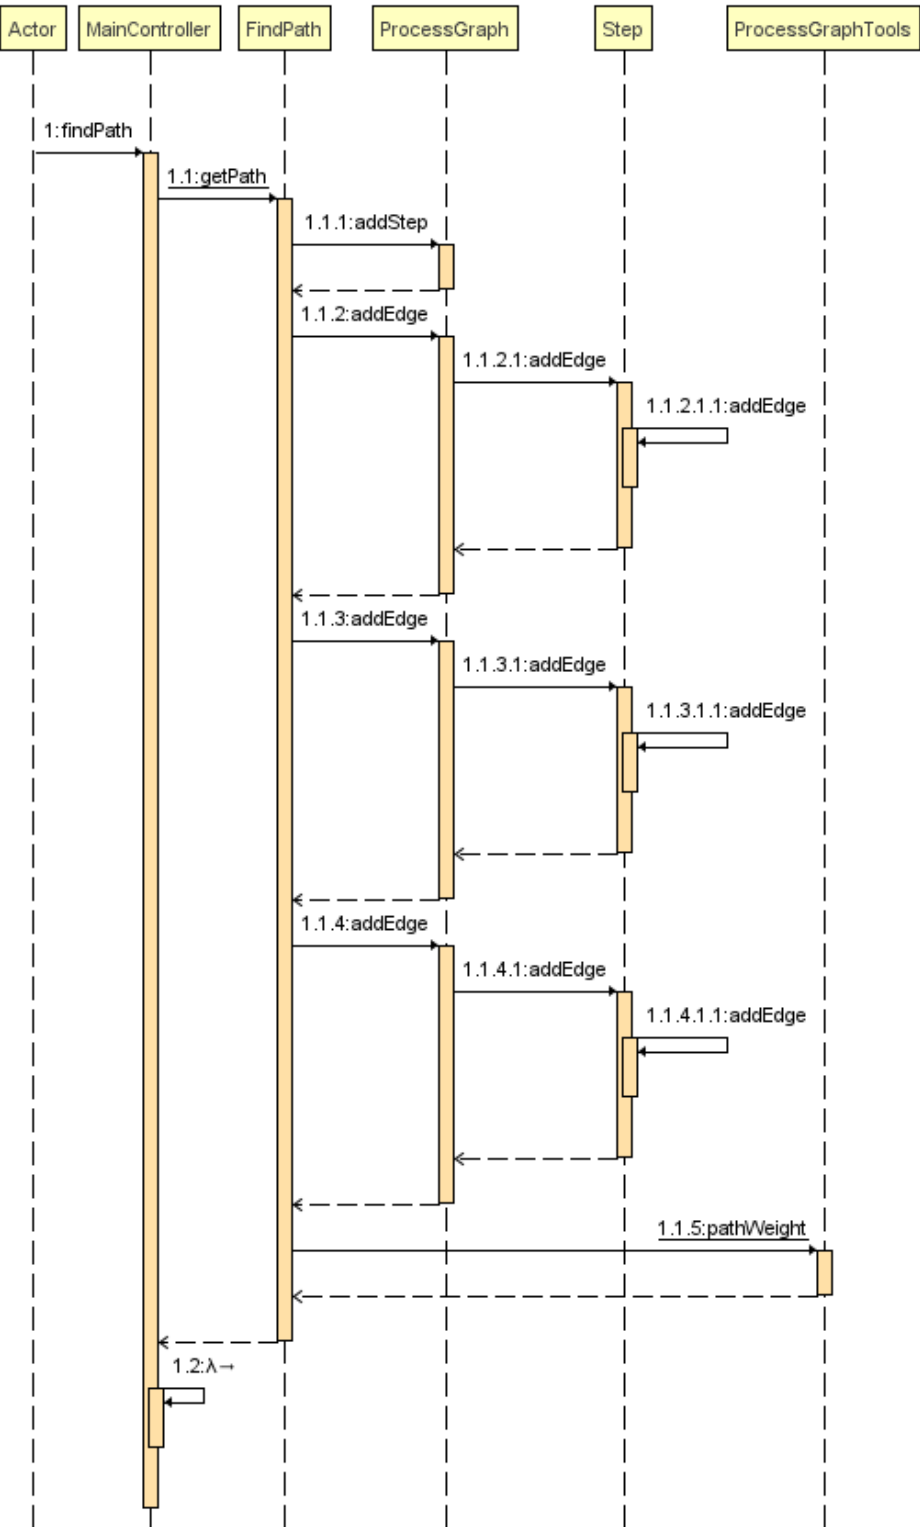 Actor
MainController
FindPath
ProcessGraph
Step
ProcessGraphTools
1:findPath
1.1:getPath
1.1.1:addStep
1.1.2:addEdge
1.1.2.1:addEdge
1.1.2.1.1:addEdge
1.1.3:addEdge
1.1.3.1:addEdge
1.1.3.1.1:addEdge
1.1.4:addEdge
1.1.4.1:addEdge
1.1.4.1.1:addEdge
1.1.5:pathWeight
1.2:λ→